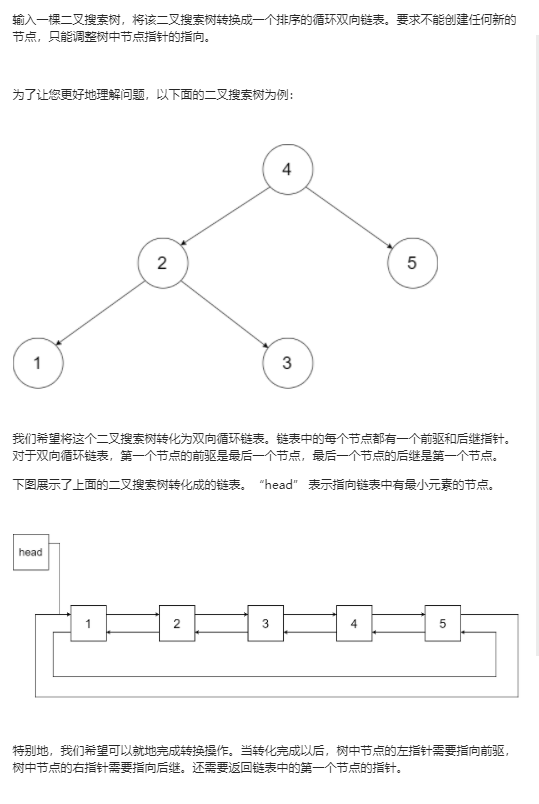 输入一棵二叉搜索树，将该二叉搜索树转换成一个排序的循环双向链表。要求不能创建任何新的
节点，只能调整树中节点指针的指向。
为了让您更好地理解问题，以下面的二叉搜索树为例：
4
2
5
1
3
我们希望将这个二叉搜索树转化为双向循环链表。链表中的每个节点都有一个前驱和后继指针。
对于双向循环链表，第一个节点的前驱是最后一个节点，最后一个节点的后继是第一个节点。
下图展示了上面的二叉搜索树转化成的链表。“head” 表示指向链表中有最小元素的节点。
head
1 2 3 4 5
特别地，我们希望可以就地完成转换操作。当转化完成以后，树中节点的左指针需要指向前驱，
树中节点的右指针需要指向后继。还需要返回链表中的第一个节点的指针。